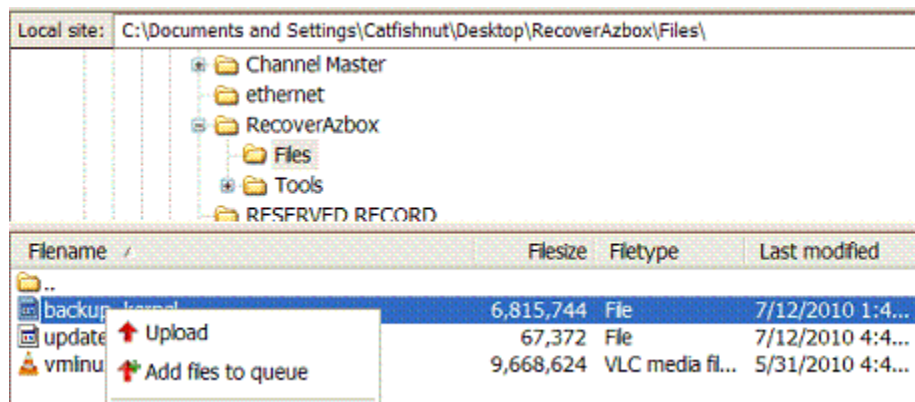 Local site: C:\Documents and Settings\Catfishnut\Desktop\RecoverAzbox\Files\
Channel Master
ethernet
RecoverAzbox
Files
Tools
RESERVED RECORD
Filename / Filesize Filetype Last modified
..
backup_kernel 6,815,744 File 7/12/2010 1:4...
Upload
update 67,372 File 7/12/2010 4:4...
vmlinu 9,668,624 VLC media fil... 5/31/2010 4:4...
Add files to queue